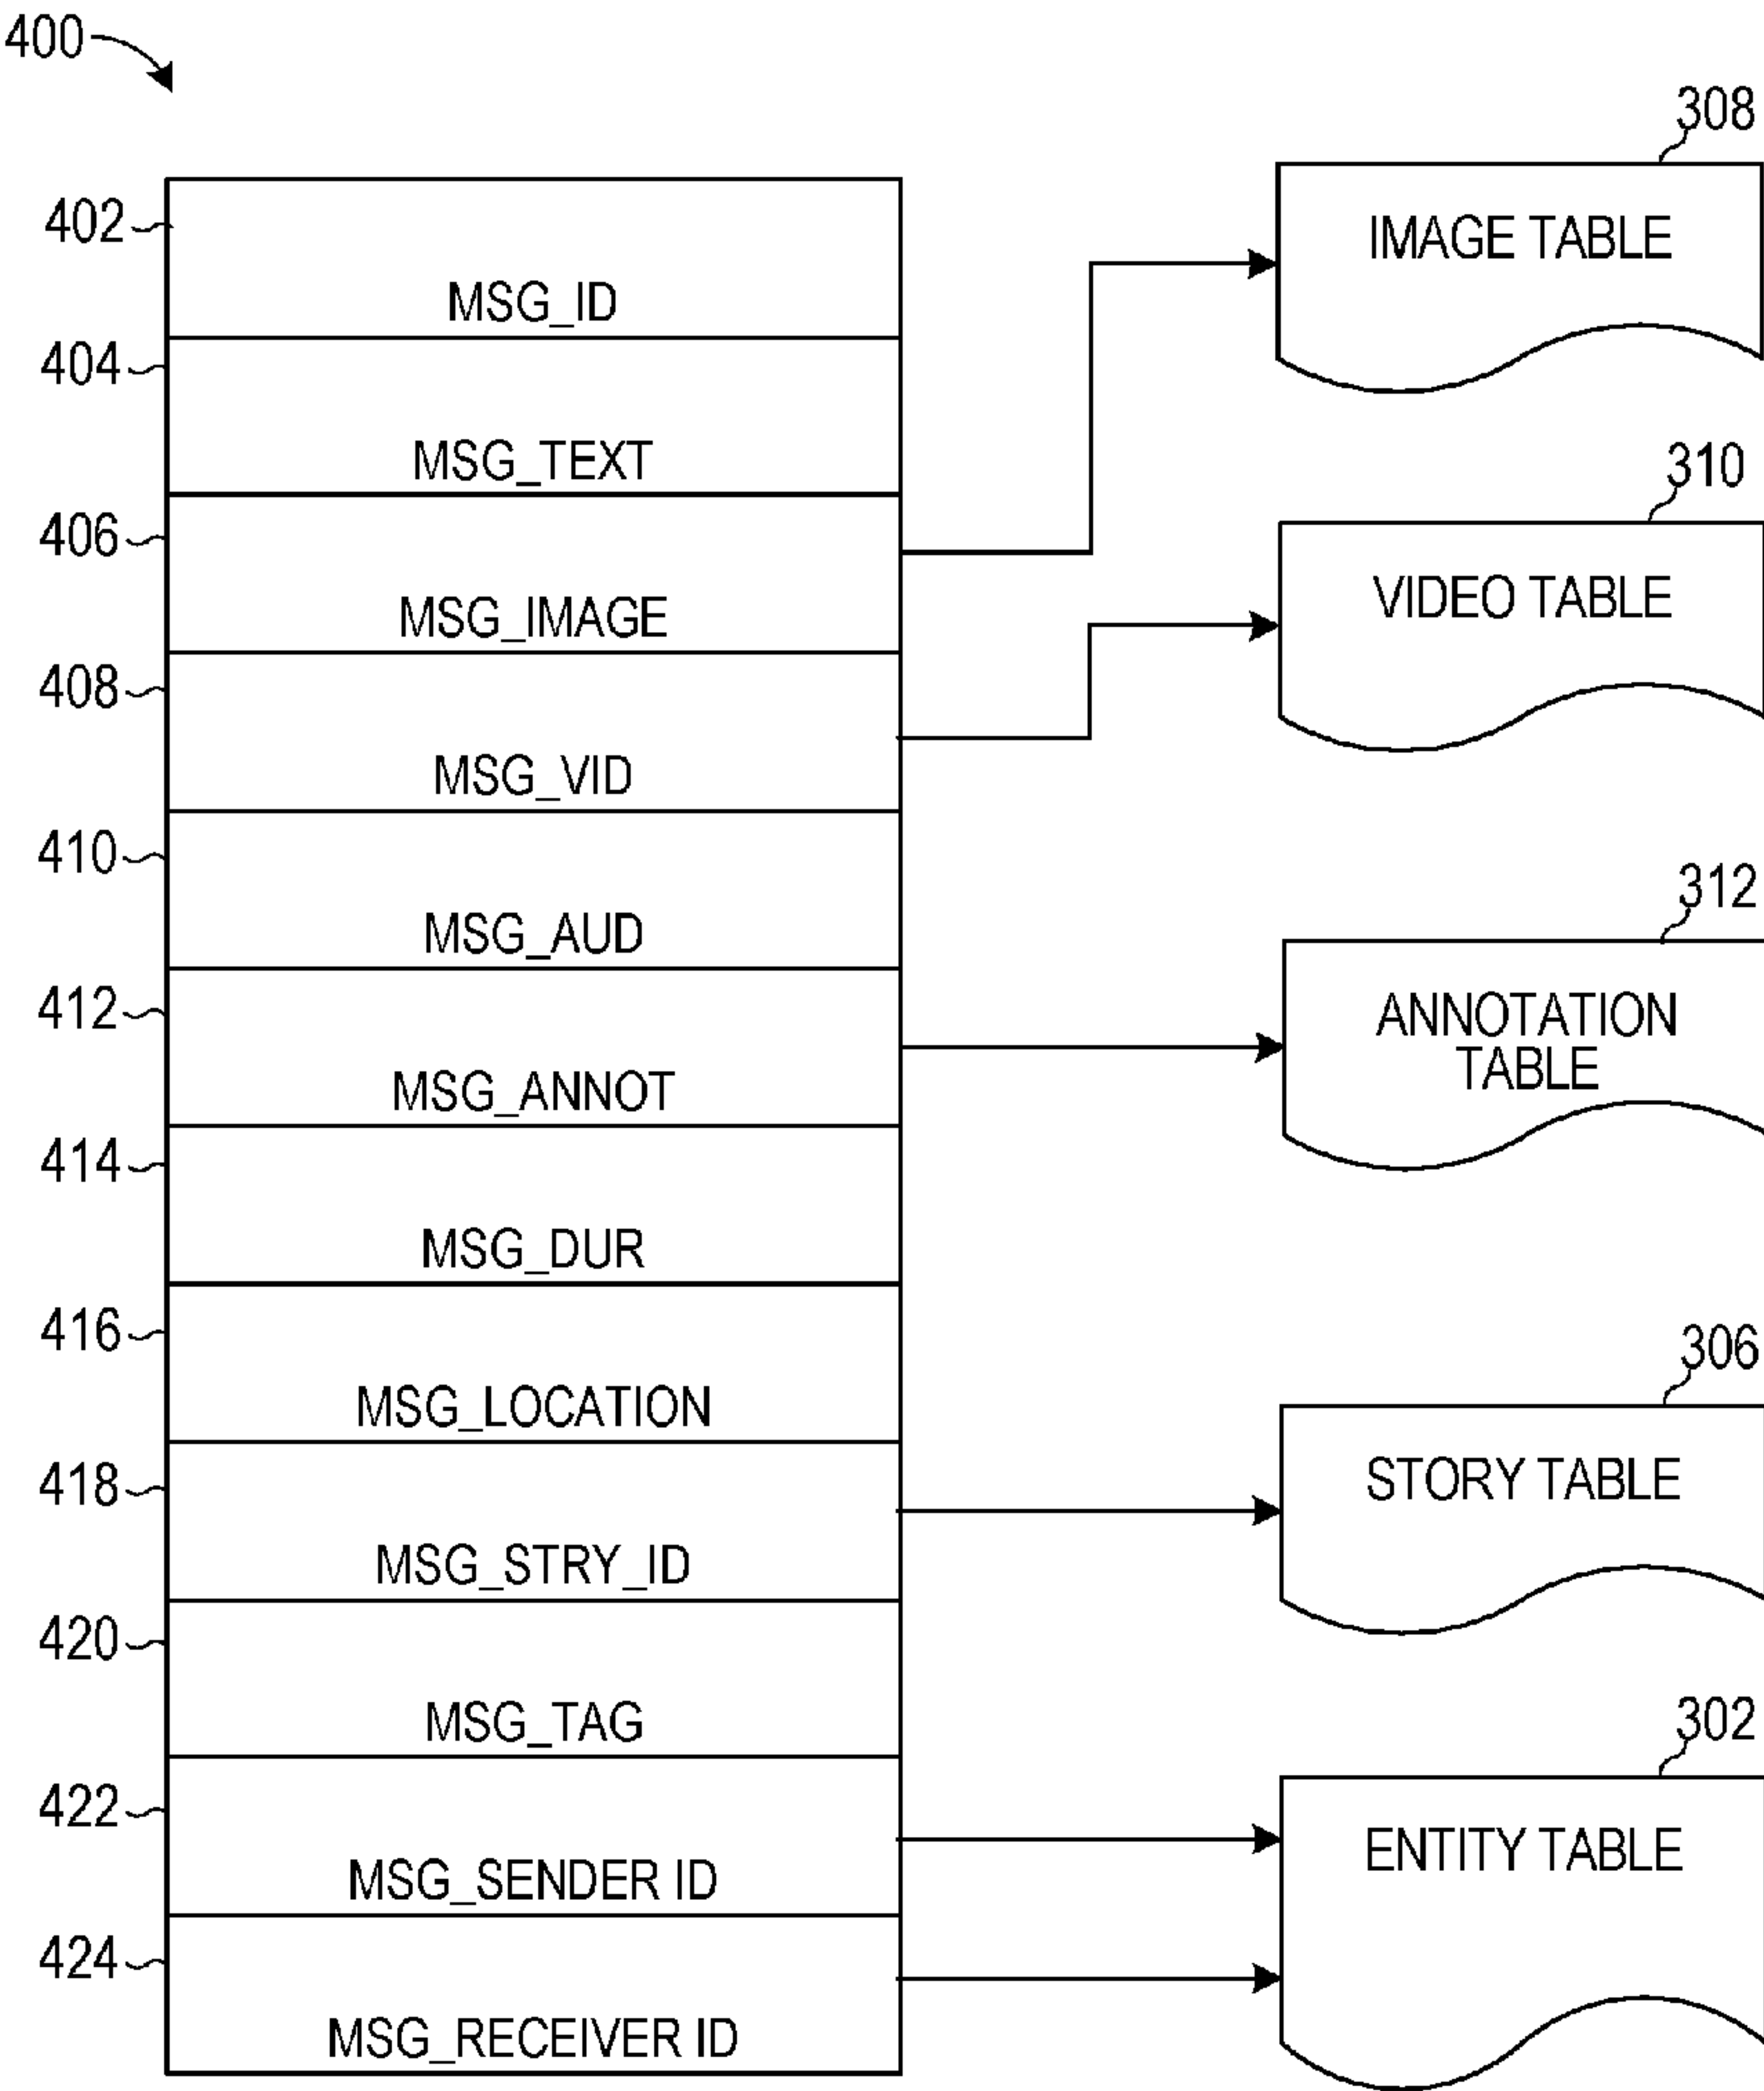 400
308
402
IMAGE TABLE
MSG_ID
404
MSG_TEXT
310
406
VIDEO TABLE
MSG_IMAGE
408
MSG_VID
410
312
MSG_AUD
412
ANNOTATION
TABLE
MSG_ANNOT
414
MSG_DUR
416
306
MSG_LOCATION
418
STORY TABLE
MSG_STRY_ID
420
MSG_TAG
302
422
ENTITY TABLE
MSG_SENDER ID
424
MSG_RECEIVER ID